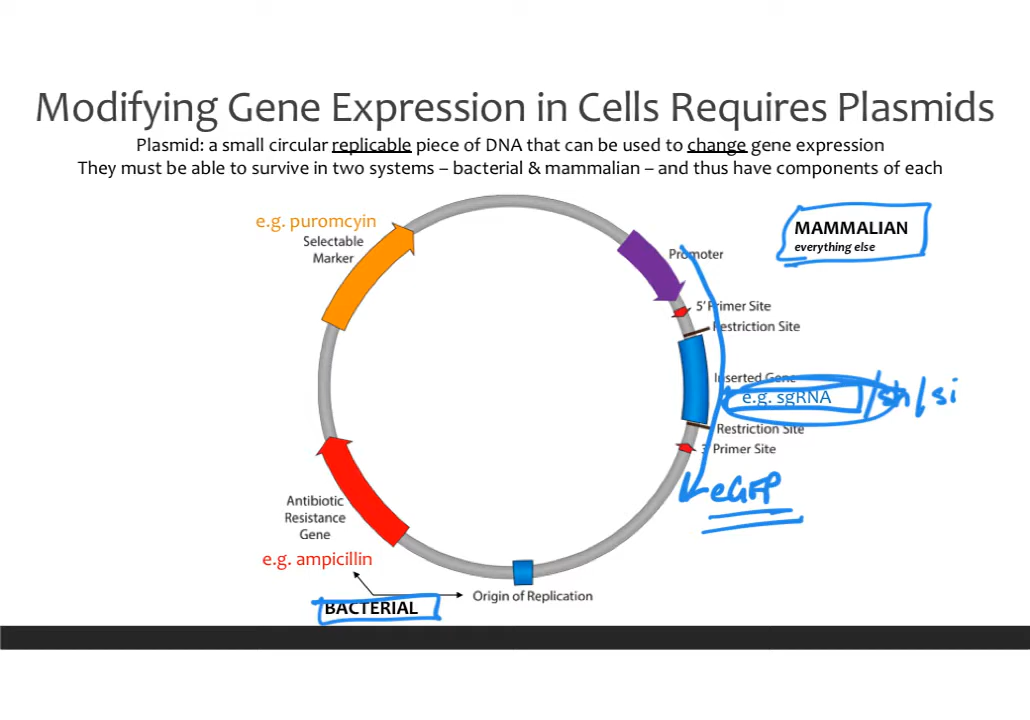 Modifying Gene Expression in Cells Requires Plasmids
Plasmid: a small circular replicable piece of DNA that can be used to change gene expression
They must be able to survive in two systems – bacterial & mammalian – and thus have components of each
e.g. puromcyin
Selectable
Marker
MAMMALIAN
everything else
Promoter
5' Primer Site
Restriction Site
Inserted Gene
e.g. sgRNA /sh/si
Restriction Site
3' Primer Site
eGFP
Antibiotic
Resistance
Gene
e.g. ampicillin
BACTERIAL
Origin of Replication